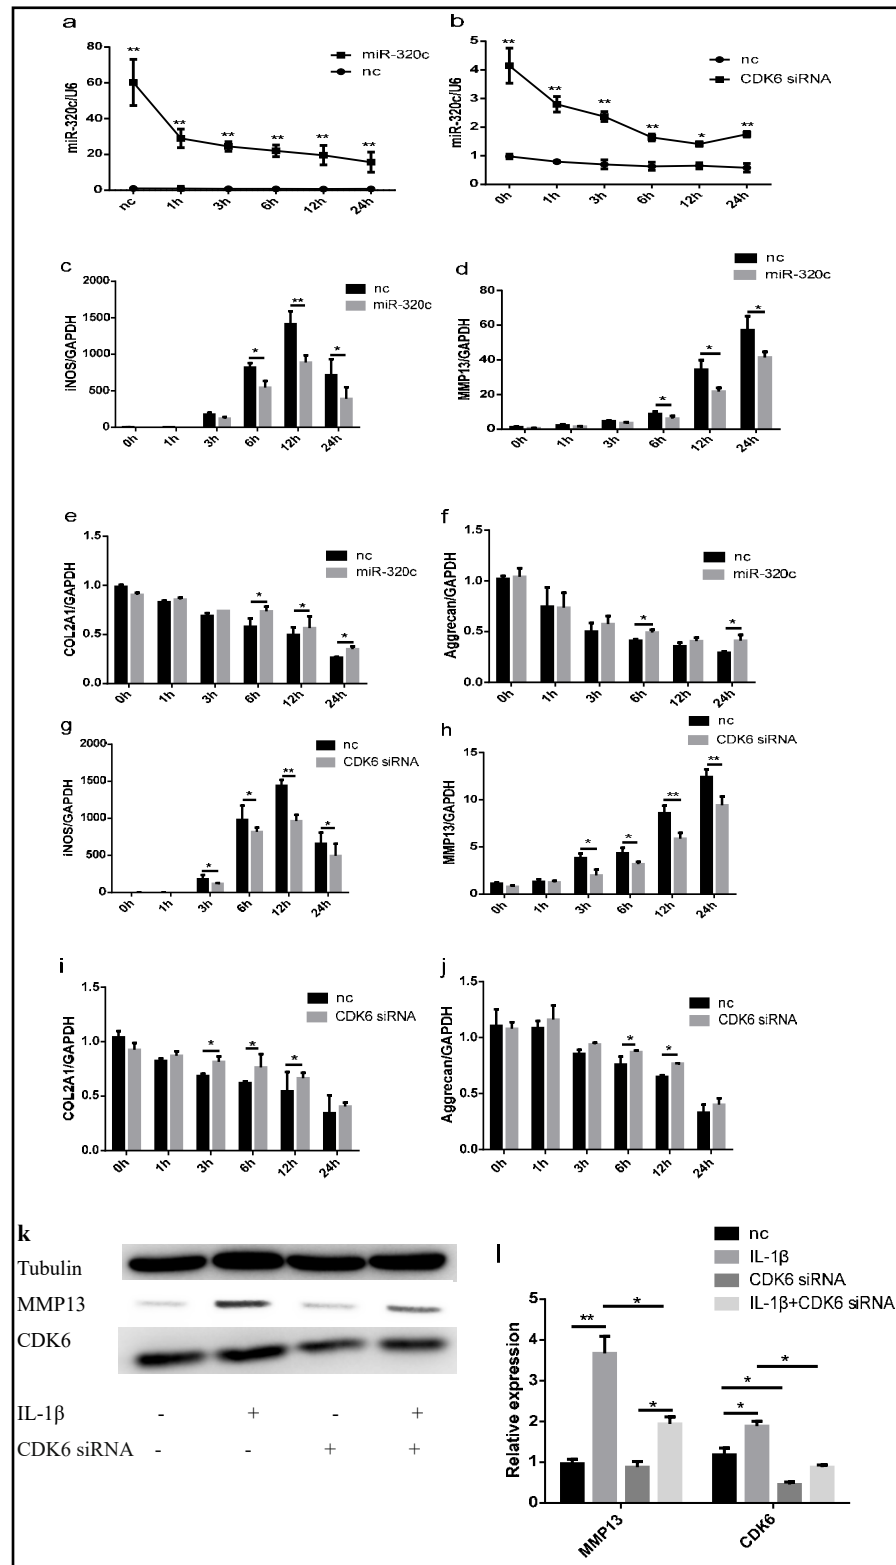 a
miR-320c/U6
80
60
40
20
0
nc
1h
3h
6h
12h
24h
**
**
**
**
**
**
miR-320c
nc
b
miR-320c/U6
5
4
3
2
1
0
0h
1h
3h
6h
12h
24h
**
**
**
**
*
**
nc
CDK6 siRNA
c
iNOS/GAPDH
2000
1500
1000
500
0
0h
1h
3h
6h
12h
24h
*
**
*
nc
miR-320c
d
MMP13/GAPDH
80
60
40
20
0
0h
1h
3h
6h
12h
24h
*
*
*
nc
miR-320c
e
COL2A1/GAPDH
1.5
1.0
0.5
0.0
0h
1h
3h
6h
12h
24h
*
*
*
nc
miR-320c
f
Aggrecan/GAPDH
1.5
1.0
0.5
0.0
0h
1h
3h
6h
12h
24h
*
*
nc
miR-320c
g
iNOS/GAPDH
2000
1500
1000
500
0
0h
1h
3h
6h
12h
24h
*
*
**
*
nc
CDK6 siRNA
h
MMP13/GAPDH
15
10
5
0
0h
1h
3h
6h
12h
24h
*
*
**
**
nc
CDK6 siRNA
i
COL2A1/GAPDH
1.5
1.0
0.5
0.0
0h
1h
3h
6h
12h
24h
*
*
*
nc
CDK6 siRNA
j
Aggrecan/GAPDH
1.5
1.0
0.5
0.0
0h
1h
3h
6h
12h
24h
*
*
nc
CDK6 siRNA
k
Tubulin
MMP13
CDK6
IL-1β - + - +
CDK6 siRNA - - + +
l
nc
IL-1β
CDK6 siRNA
IL-1β+CDK6 siRNA
Relative expression
5
4
3
2
1
0
**
*
*
*
*
*
MMP13
CDK6